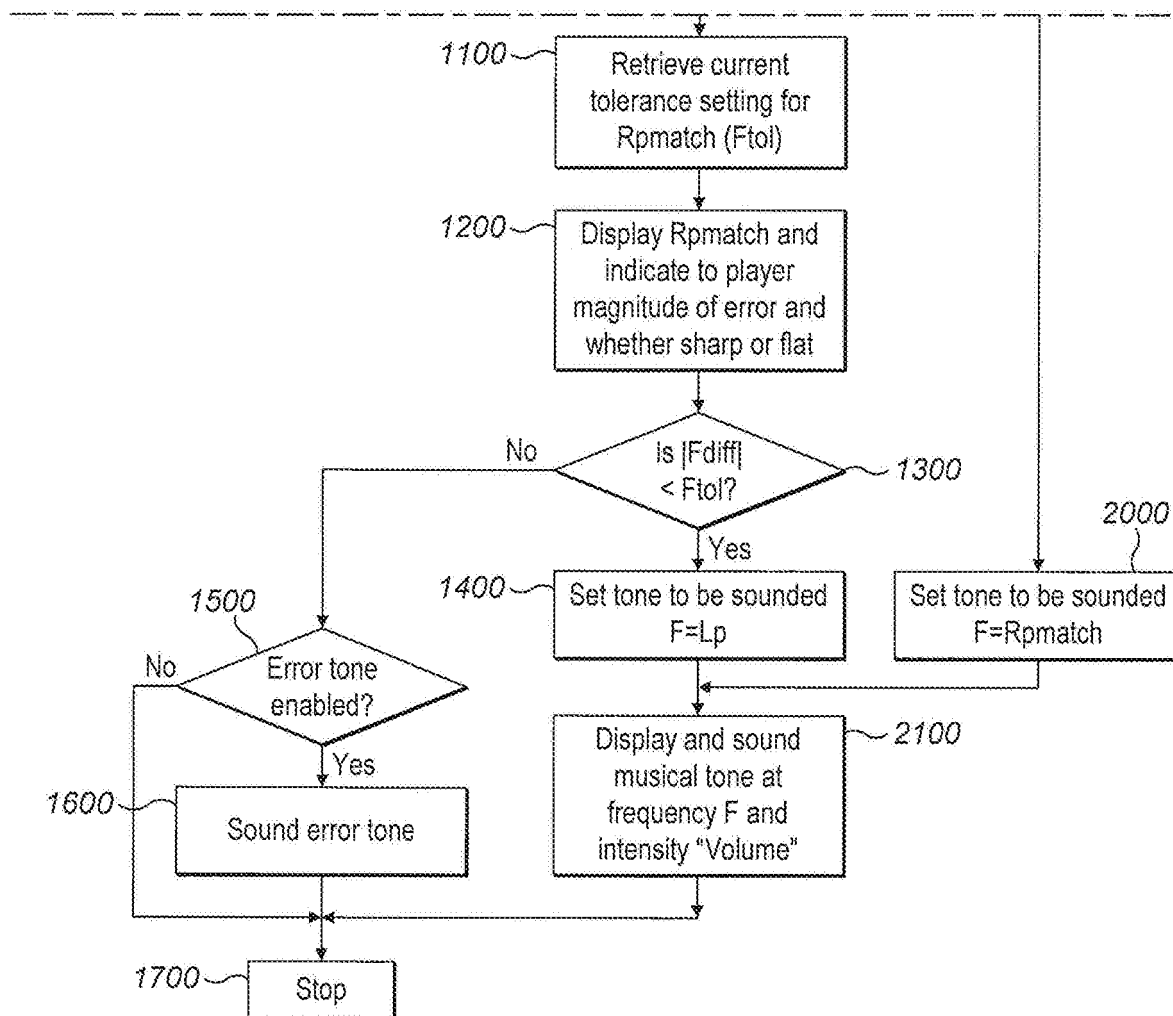 1100
Retrieve current
tolerance setting for
Rpmatch (Ftol)
1200
Display Rpmatch and
indicate to player
magnitude of error and
whether sharp or flat
No
Is |Fdiff|
< Ftol?
1300
Yes
2000
1400
Set tone to be sounded
F=Lp
Set tone to be sounded
F=Rpmatch
1500
No
Error tone
enabled?
Yes
2100
Display and sound
musical tone at
frequency F and
intensity "Volume"
1600
Sound error tone
1700
Stop